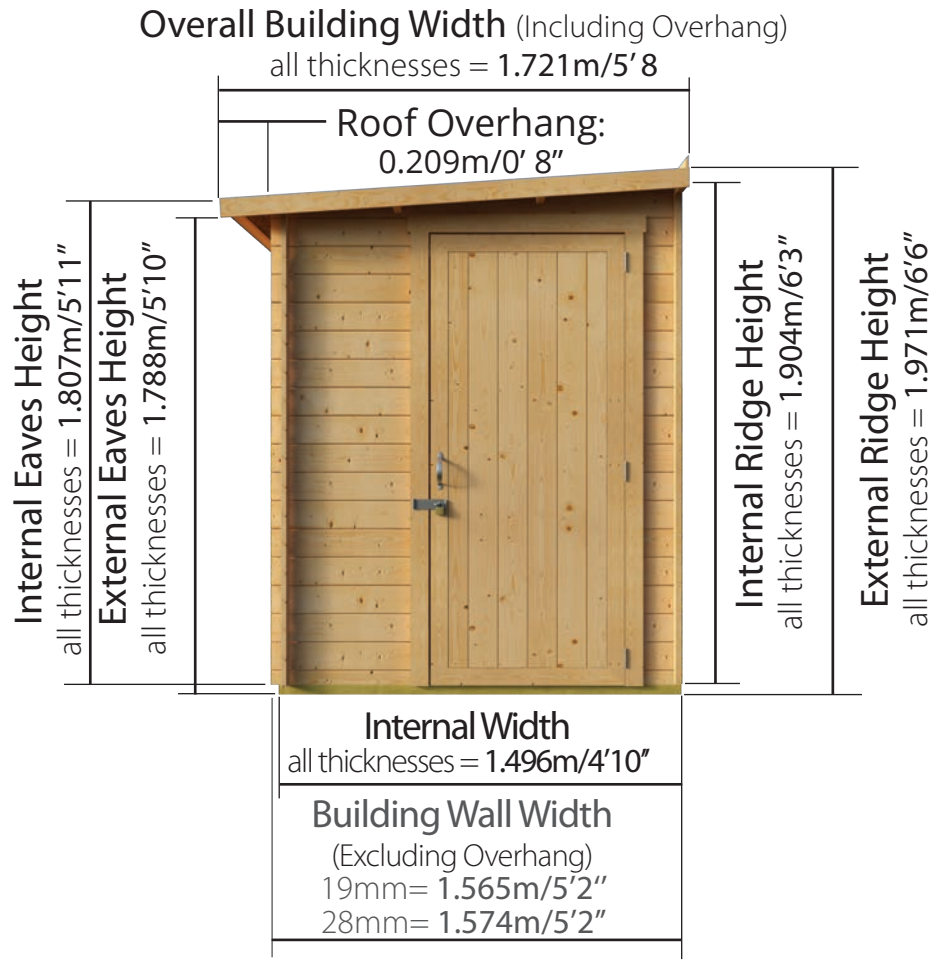 Overall Building Width (Including Overhang)
all thicknesses = 1.721m/5' 8
Roof Overhang:
0.209m/0' 8"
Internal Eaves Height
all thicknesses = 1.807m/5'11"
External Eaves Height
all thicknesses = 1.788m/5'10"
Internal Ridge Height
all thicknesses = 1.904m/6'3"
External Ridge Height
all thicknesses = 1.971m/6'6"
Internal Width
all thicknesses = 1.496m/4'10"
Building Wall Width
(Excluding Overhang)
19mm= 1.565m/5'2''
28mm= 1.574m/5'2"